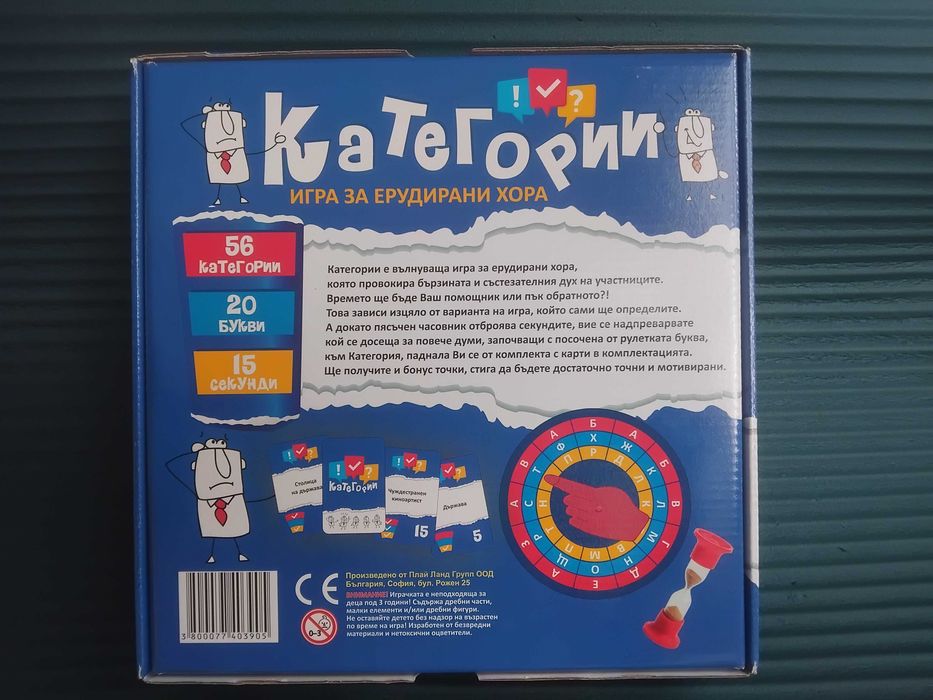 ! ?
Категории
ИГРА ЗА ЕРУДИРАНИ ХОРА
56
Категории
20
Букви
15
секунди
Категории е вълнуваща игра за ерудирани хора,
която провокира бързината и състезателния дух на участниците.
Времето ще бъде Ваш помощник или пък обратното?!
Това зависи изцяло от варианта на игра, който сами ще определите.
А докато пясъчен часовник отброява секундите, вие се надпреварвате
кой се досеща за повече думи, започващи с посочена от рулетката буква,
към Категория, паднала Ви се от комплекта с карти в комплектацията.
Ще получите и бонус точки, стига да бъдете достатъчно точни и мотивирани.
Столица
на държава
! ?
Категории
Чуждестранен
киноартист
15
Държава
5
Произведено от Плай Ланд Групп ООД
България, София, бул. Рожен 25
ВНИМАНИЕ! Играчката е неподходяща за
деца под 3 години! Съдържа дребни части,
малки елементи и/или дребни фигури.
Не оставяйте детето без надзор на възрастен
по време на игра! Изработен от безвредни
материали и нетоксични оцветители.
CE
0-3
3 800077 403905